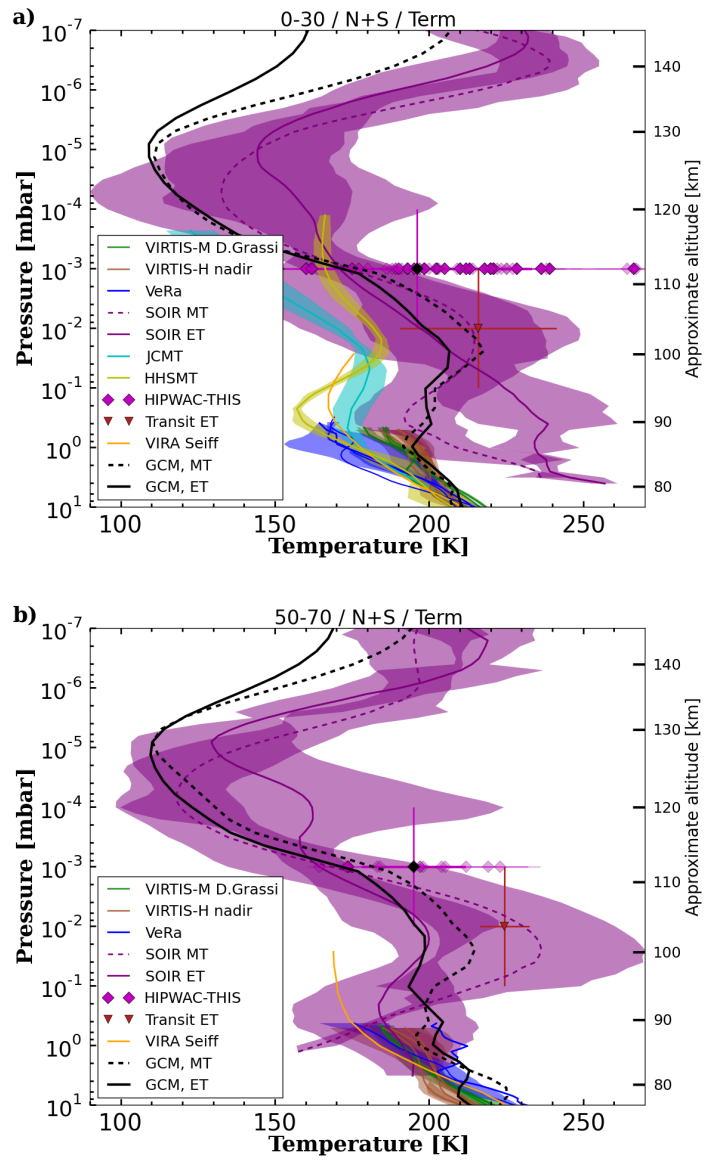 a)
0-30 / N+S / Term
10^-7
10^-6
10^-5
10^-4
10^-3
10^-2
10^-1
10^0
10^1
Pressure [mbar]
VIRTIS-M D.Grassi
VIRTIS-H nadir
VeRa
SOIR MT
SOIR ET
JCMT
HHSMT
HIPWAC-THIS
Transit ET
VIRA Seiff
GCM, MT
GCM, ET
140
130
120
110
100
90
80
Approximate altitude [km]
100 150 200 250
Temperature [K]
b)
50-70 / N+S / Term
10^-7
10^-6
10^-5
10^-4
10^-3
10^-2
10^-1
10^0
10^1
Pressure [mbar]
VIRTIS-M D.Grassi
VIRTIS-H nadir
VeRa
SOIR MT
SOIR ET
HIPWAC-THIS
Transit ET
VIRA Seiff
GCM, MT
GCM, ET
140
130
120
110
100
90
80
Approximate altitude [km]
100 150 200 250
Temperature [K]